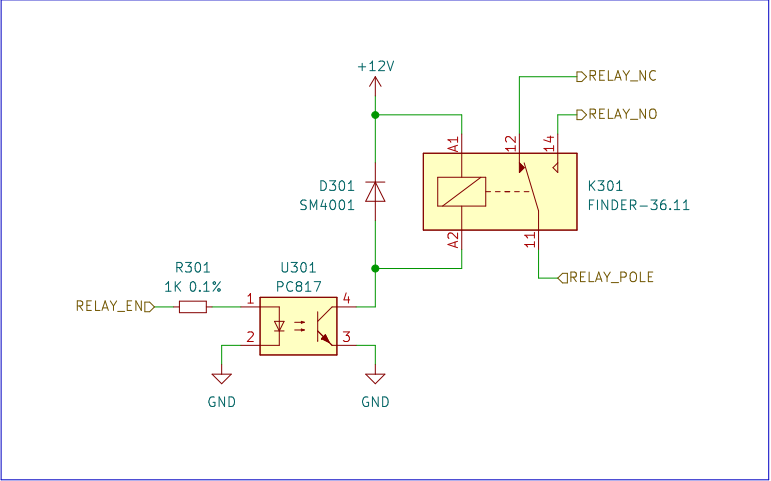 +12V
RELAY_NC
RELAY_NO
A1
12
14
D301
SM4001
K301
FINDER-36.11
A2
11
RELAY_POLE
R301
1K 0.1%
U301
PC817
RELAY_EN
1
4
2
3
GND
GND